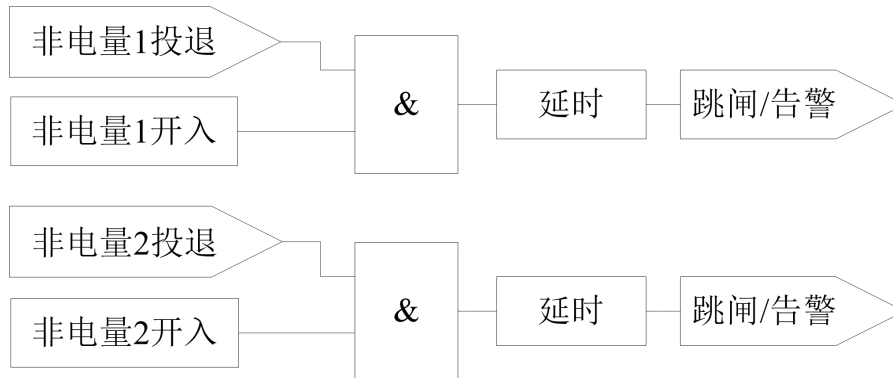 非电量1投退
非电量1开入
&
延时
跳闸/告警
非电量2投退
非电量2开入
&
延时
跳闸/告警